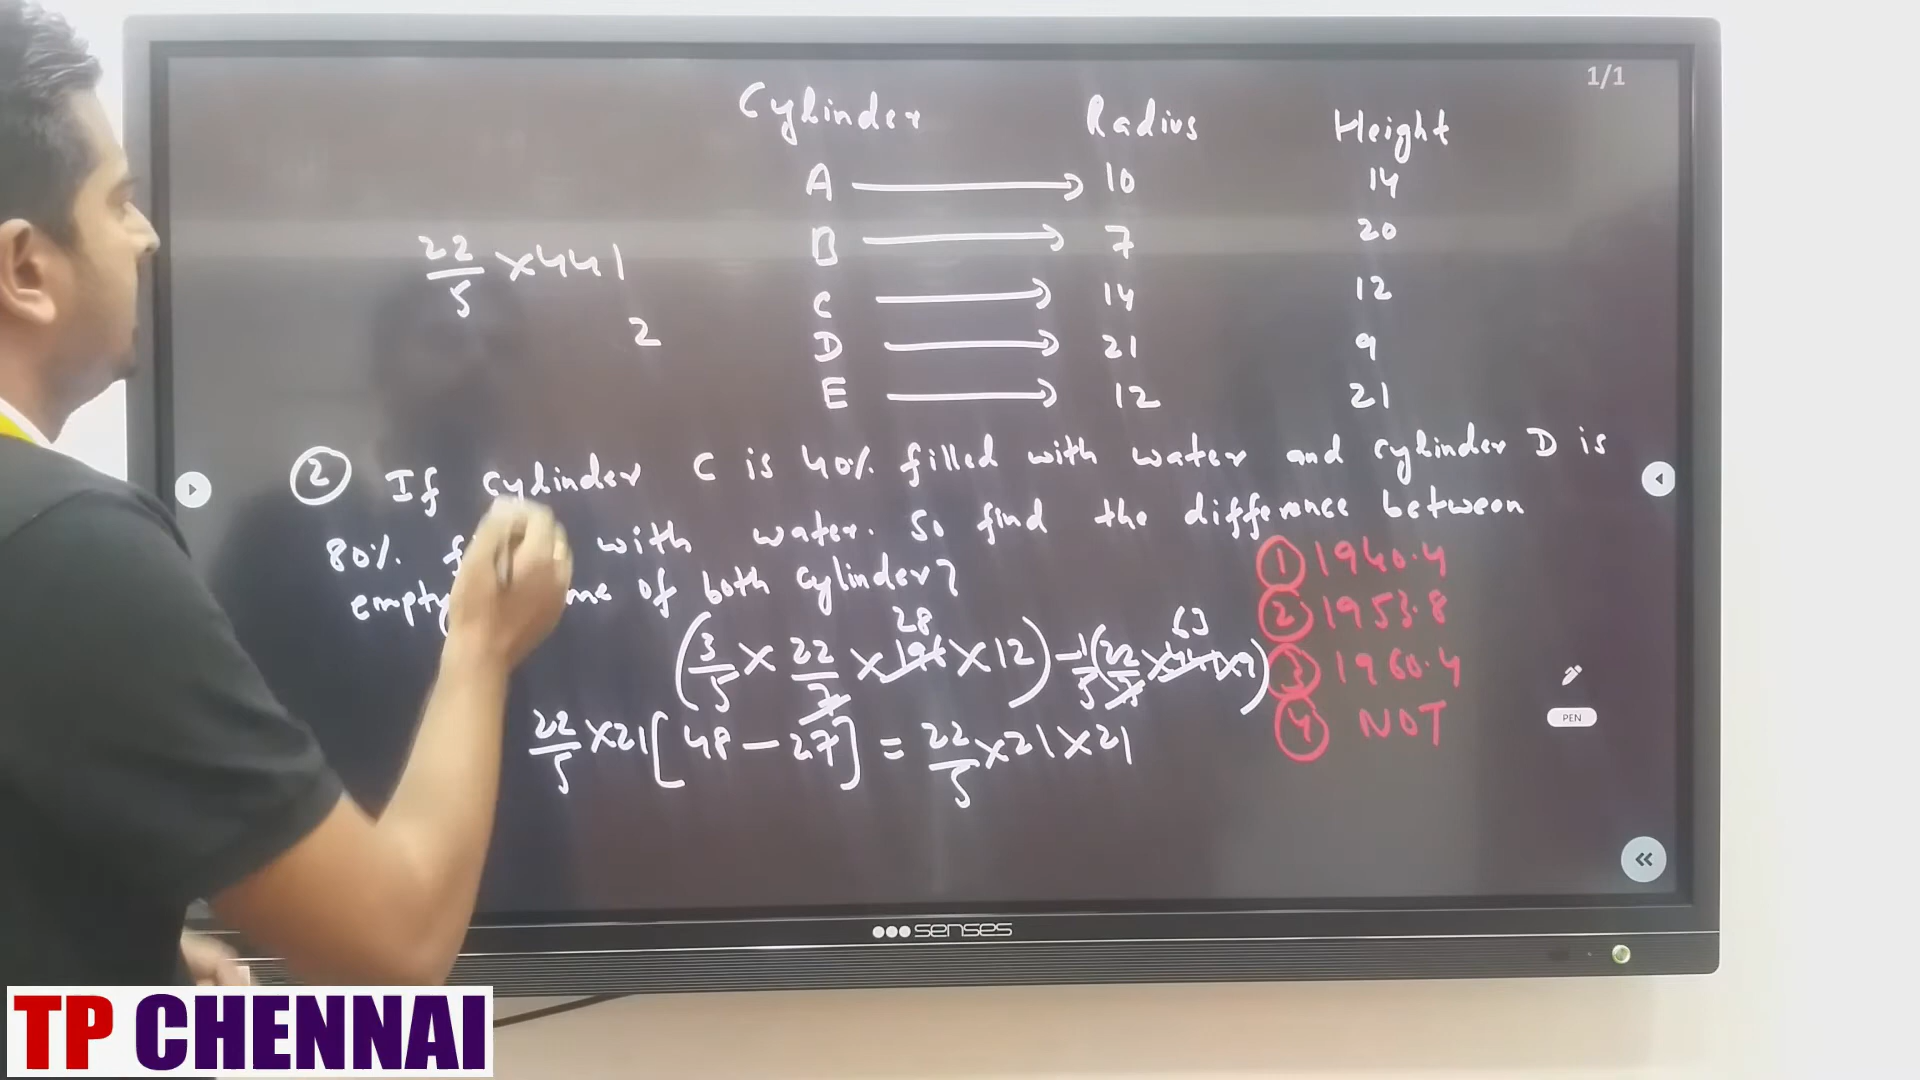 1/1
Cylinder Radius Height
A 10 14
B 7 20
C 14 12
D 21 9
E 12 21
22/5 ×441
2
② If cylinder C is 40% filled with water and cylinder D is
80% with water. So find the difference between
empty of both cylinder?
① 1940.4
② 1953.8
③ 1960.4
④ NOT
28 63
(3/5 × 22/7 × 196 × 12) - 1/5 (22/7 × 441 × 9)
22/5 ×21 [48 - 27] = 22/5 ×21×21
PEN
senses
TP CHENNAI